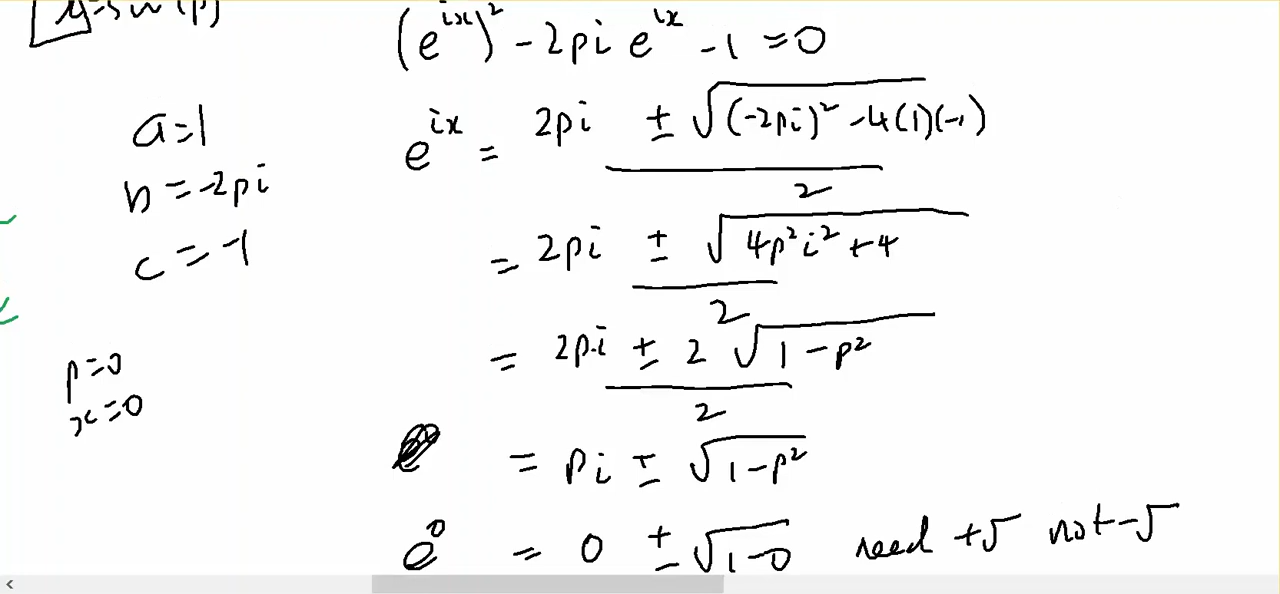 y = sin(p)
(e^{ix})^2 - 2pi e^{ix} - 1 = 0
a=1
b = -2pi
c = -1
e^{ix} = (2pi ± √((-2pi)^2 - 4(1)(-1))) / 2
= (2pi ± √(4p^2i^2 + 4)) / 2
= (2pi ± 2√(1-p^2)) / 2
p=0
x=0
= pi ± √(1-p^2)
e^0 = 0 ± √(1-0) need +√ not -√